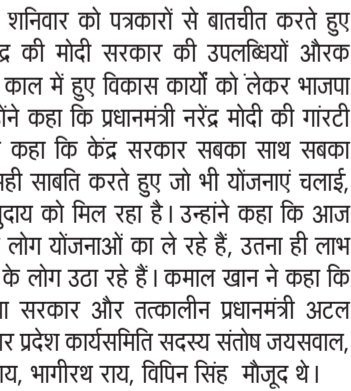 शनिवार को पत्रकारों से बातचीत करते हुए
की मोदी सरकार की उपलब्धियों औरक
काल में हुए विकास कार्यों को लेकर भाजपा
ने कहा कि प्रधानमंत्री नरेंद्र मोदी की गांरटी
कहा कि केंद्र सरकार सबका साथ सबका
साबति करते हुए जो भी योंजनाएं चलाई,
को मिल रहा है। उन्हांने कहा कि आज
लोग योंजनाओं का ले रहे हैं, उतना ही लाभ
के लोग उठा रहे हैं। कमाल खान ने कहा कि
सरकार और तत्कालीन प्रधानमंत्री अटल
प्रदेश कार्यसमिति सदस्य संतोष जयसवाल,
भागीरथ राय, विपिन सिंह मौजूद थे।